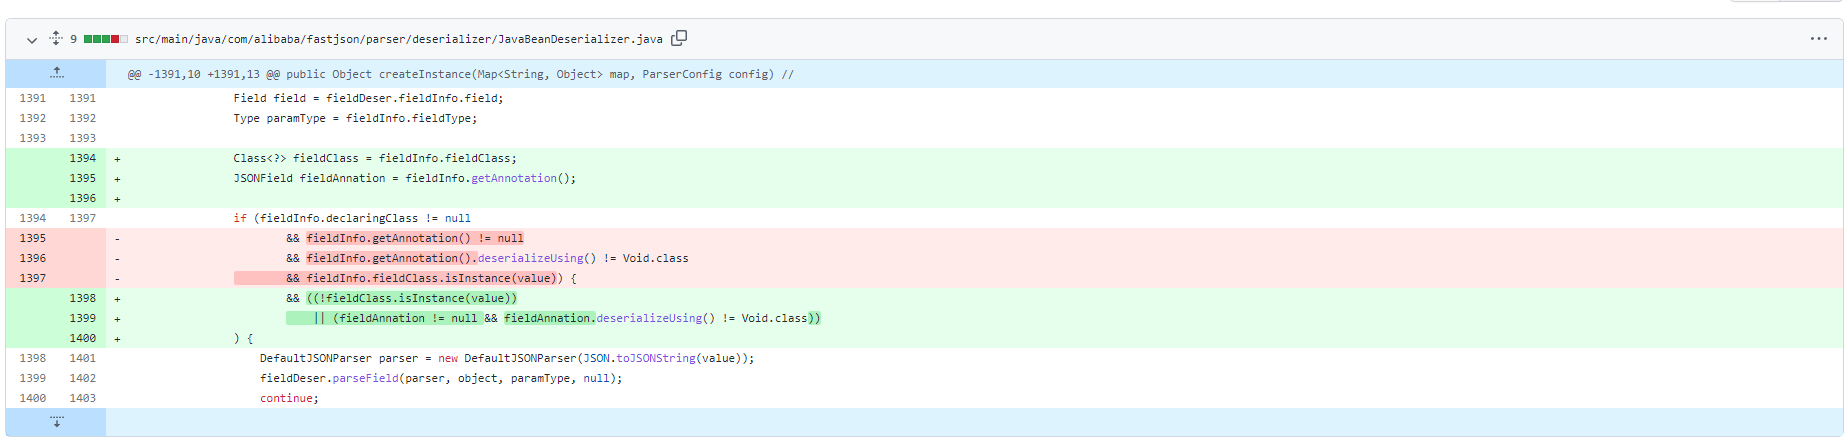 9 src/main/java/com/alibaba/fastjson/parser/deserializer/JavaBeanDeserializer.java
@@ -1391,10 +1391,13 @@ public Object createInstance(Map<String, Object> map, ParserConfig config) //
1391 1391 Field field = fieldDeser.fieldInfo.field;
1392 1392 Type paramType = fieldInfo.fieldType;
1393 1393
1394 + Class<?> fieldClass = fieldInfo.fieldClass;
1395 + JSONField fieldAnnation = fieldInfo.getAnnotation();
1396 +
1394 1397 if (fieldInfo.declaringClass != null
1395 - && fieldInfo.getAnnotation() != null
1396 - && fieldInfo.getAnnotation().deserializeUsing() != Void.class
1397 - && fieldInfo.fieldClass.isInstance(value)) {
1398 + && ((!fieldClass.isInstance(value))
1399 + || (fieldAnnation != null && fieldAnnation.deserializeUsing() != Void.class))
1400 + ) {
1398 1401 DefaultJSONParser parser = new DefaultJSONParser(JSON.toJSONString(value));
1399 1402 fieldDeser.parseField(parser, object, paramType, null);
1400 1403 continue;